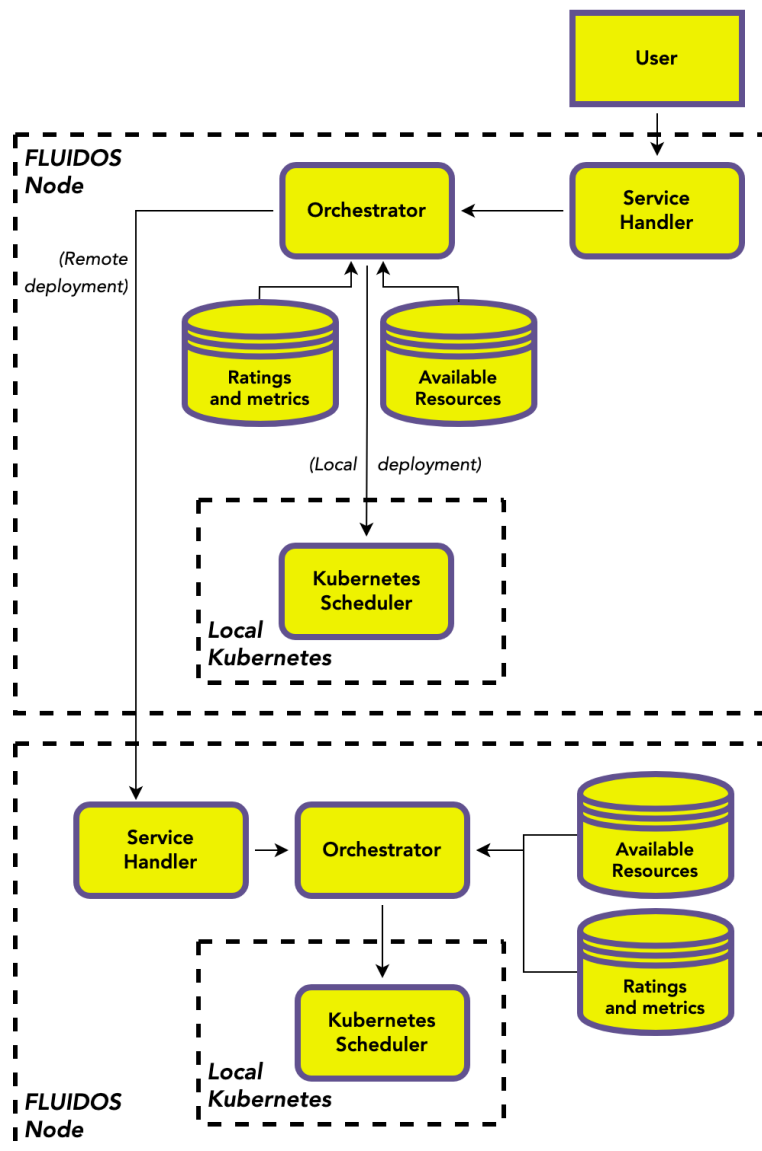 User
FLUIDOS
Node
Orchestrator
Service
Handler
(Remote
deployment)
Ratings
and metrics
Available
Resources
(Local deployment)
Kubernetes
Scheduler
Local
Kubernetes
Service
Handler
Orchestrator
Available
Resources
Ratings
and metrics
Kubernetes
Scheduler
Local
Kubernetes
FLUIDOS
Node